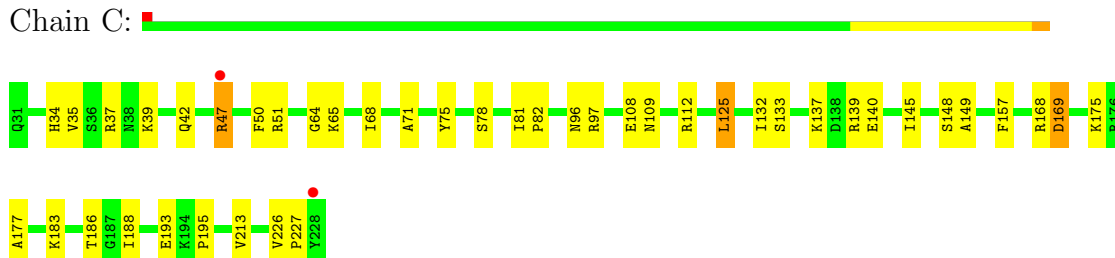 Chain C:
Q31 H34 V35 S36 R37 N38 K39 Q42 R47 F50 R51 G64 K65 I68 A71 Y75 S78 I81 P82 N96 R97 E108 N109 R112 L125 I132 S133 K137 D138 R139 E140 I145 S148 A149 F157 R168 D169 K175 R176
A177 K183 T186 G187 I188 E193 K194 P195 V213 V226 P227 Y228